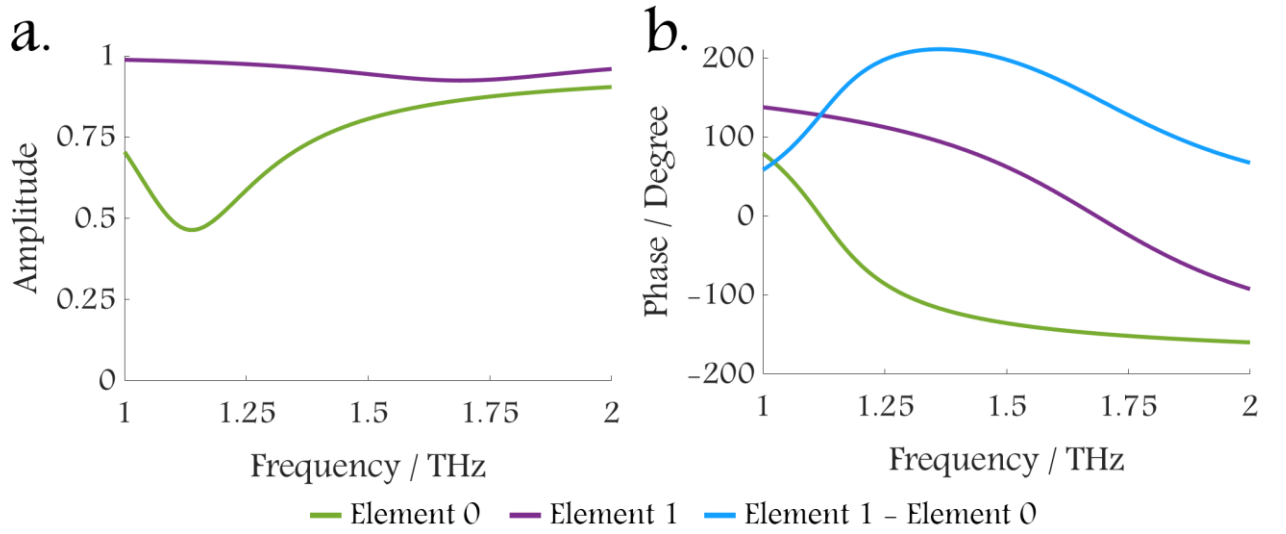 a.
1
0.75
0.5
0.25
0
Amplitude
1 1.25 1.5 1.75 2
Frequency / THz
b.
200
100
0
-100
-200
Phase / Degree
1 1.25 1.5 1.75 2
Frequency / THz
Element 0 Element 1 Element 1 - Element 0